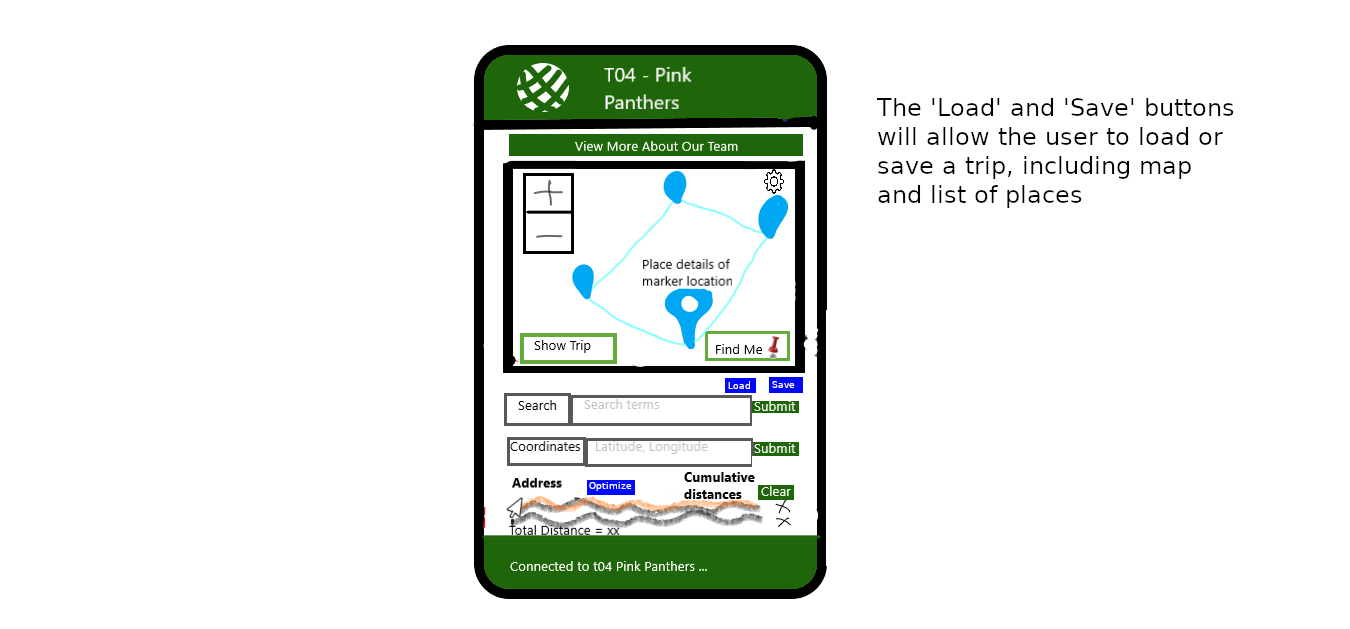 T04 - Pink
Panthers
View More About Our Team
Place details of
marker location
Show Trip
Find Me
Load
Save
Search
Search terms
Submit
Coordinates
Latitude, Longitude
Submit
Address
Optimize
Cumulative
distances
Clear
Total Distance = xx
Connected to t04 Pink Panthers ...
The 'Load' and 'Save' buttons
will allow the user to load or
save a trip, including map
and list of places